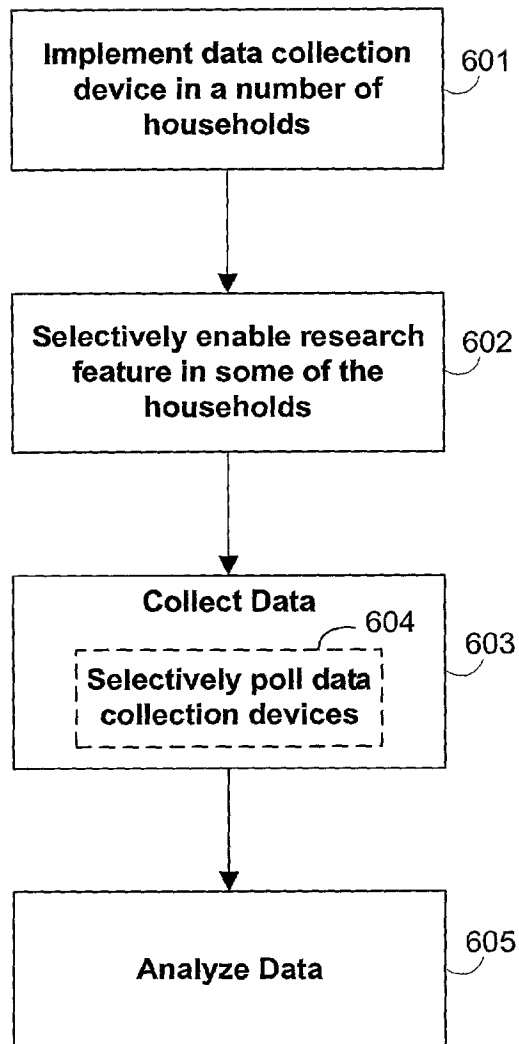 Implement data collection
device in a number of
households
601
Selectively enable research
feature in some of the
households
602
Collect Data
604
603
Selectively poll data
collection devices
Analyze Data
605